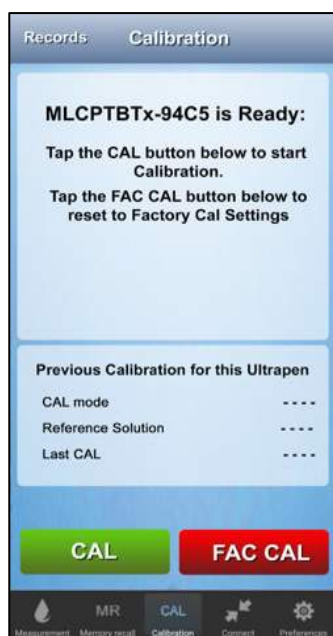 Records Calibration
MLCPTBTx-94C5 is Ready:
Tap the CAL button below to start
Calibration.
Tap the FAC CAL button below to
reset to Factory Cal Settings
Previous Calibration for this Ultrapen
CAL mode ----
Reference Solution ----
Last CAL ----
CAL FAC CAL
MR CAL
Measurement Memory recall Calibration Connect Preferences